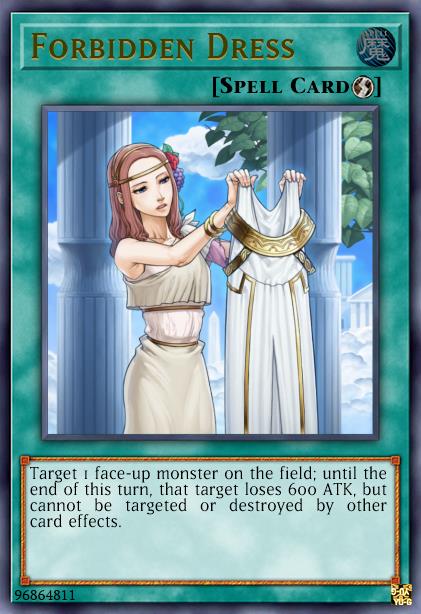 Forbidden Dress
魔
[Spell Card]
Target 1 face-up monster on the field; until the
end of this turn, that target loses 600 ATK, but
cannot be targeted or destroyed by other
card effects.
96864811